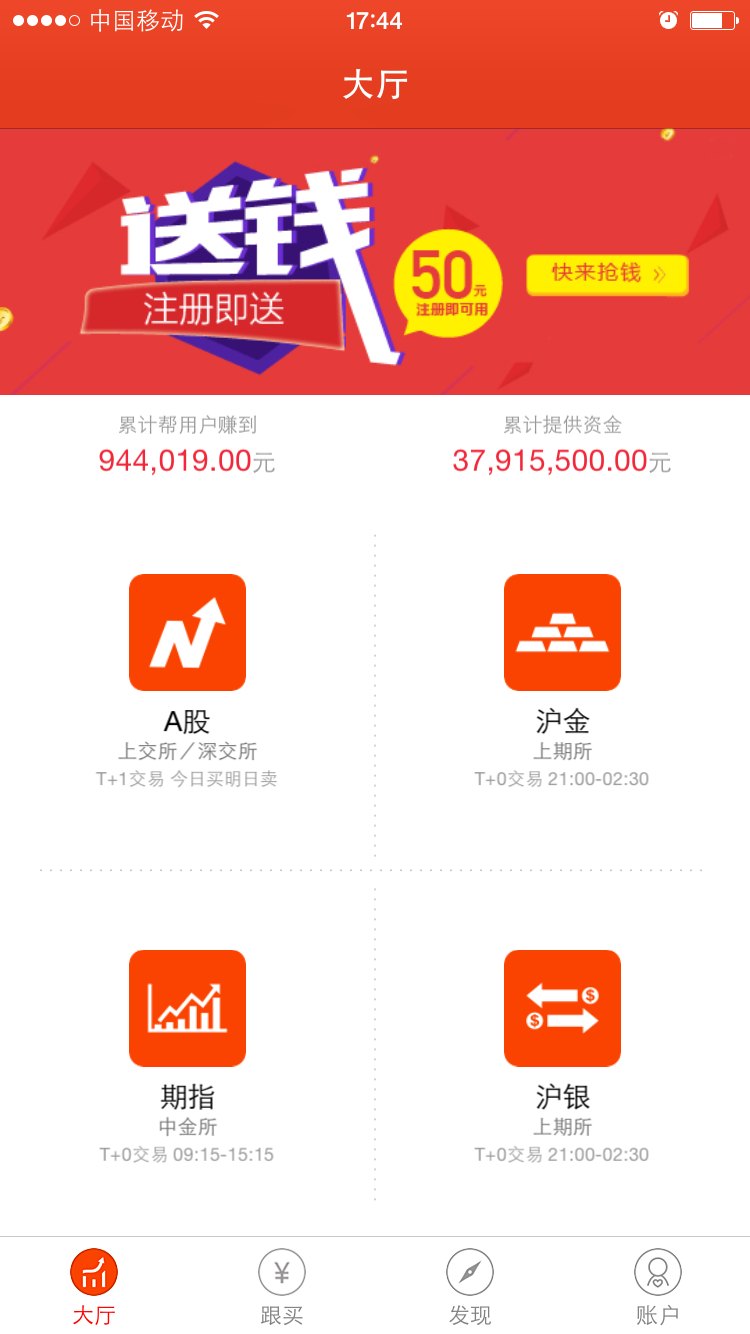 中国移动 17:44
大厅
送钱
注册即送
50元
注册即可用
快来抢钱
累计帮用户赚到
944,019.00元
累计提供资金
37,915,500.00元
A股
上交所／深交所
T+1交易 今日买明日卖
沪金
上期所
T+0交易 21:00-02:30
期指
中金所
T+0交易 09:15-15:15
沪银
上期所
T+0交易 21:00-02:30
大厅
跟买
发现
账户